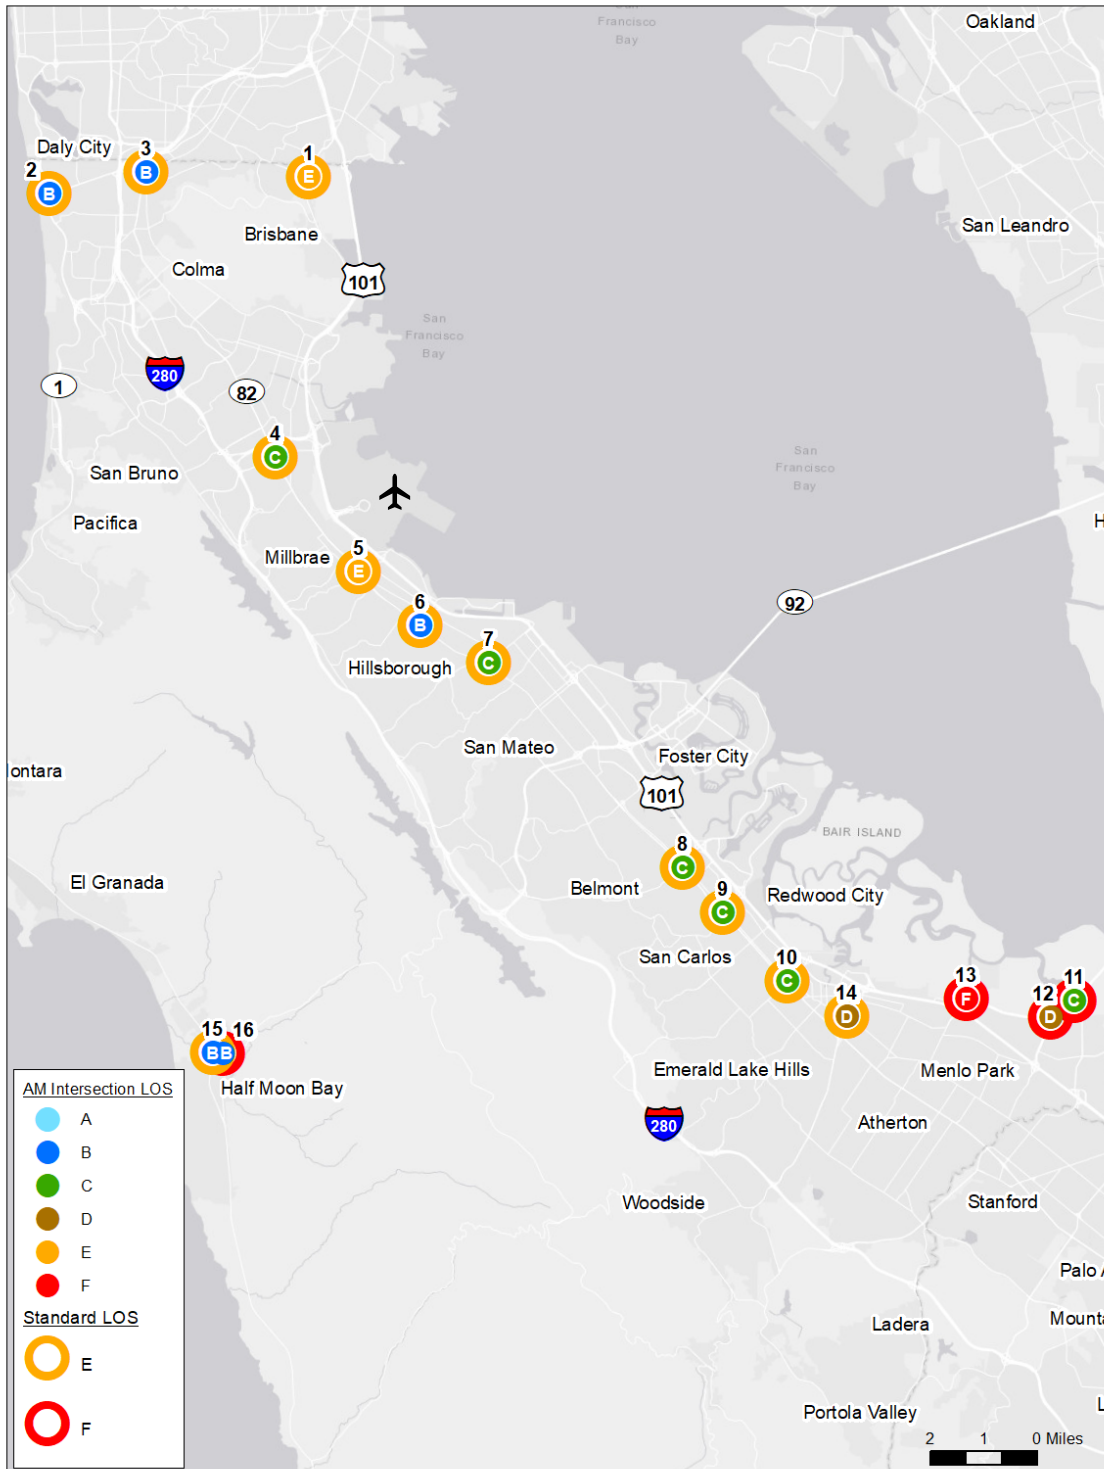 San
Francisco
Bay
Oakland
Daly City
3
1
2
B
E
B
San Leandro
Brisbane
Colma
101
San
Francisco
Bay
280
1
82
4
C
San
Francisco
Bay
San Bruno
Pacifica
H
5
Millbrae
E
6
B
92
7
C
Hillsborough
San Mateo
Foster City
Montara
101
BAIR ISLAND
8
C
El Granada
Belmont
9
Redwood City
C
San Carlos
10
C
13
F
14
D
12
D
11
C
15
16
B
B
Emerald Lake Hills
Menlo Park
Half Moon Bay
280
Atherton
Woodside
Stanford
Palo A
Mounta
Ladera
L
Portola Valley
AM Intersection LOS
A
B
C
D
E
F
Standard LOS
E
F
2 1 0 Miles